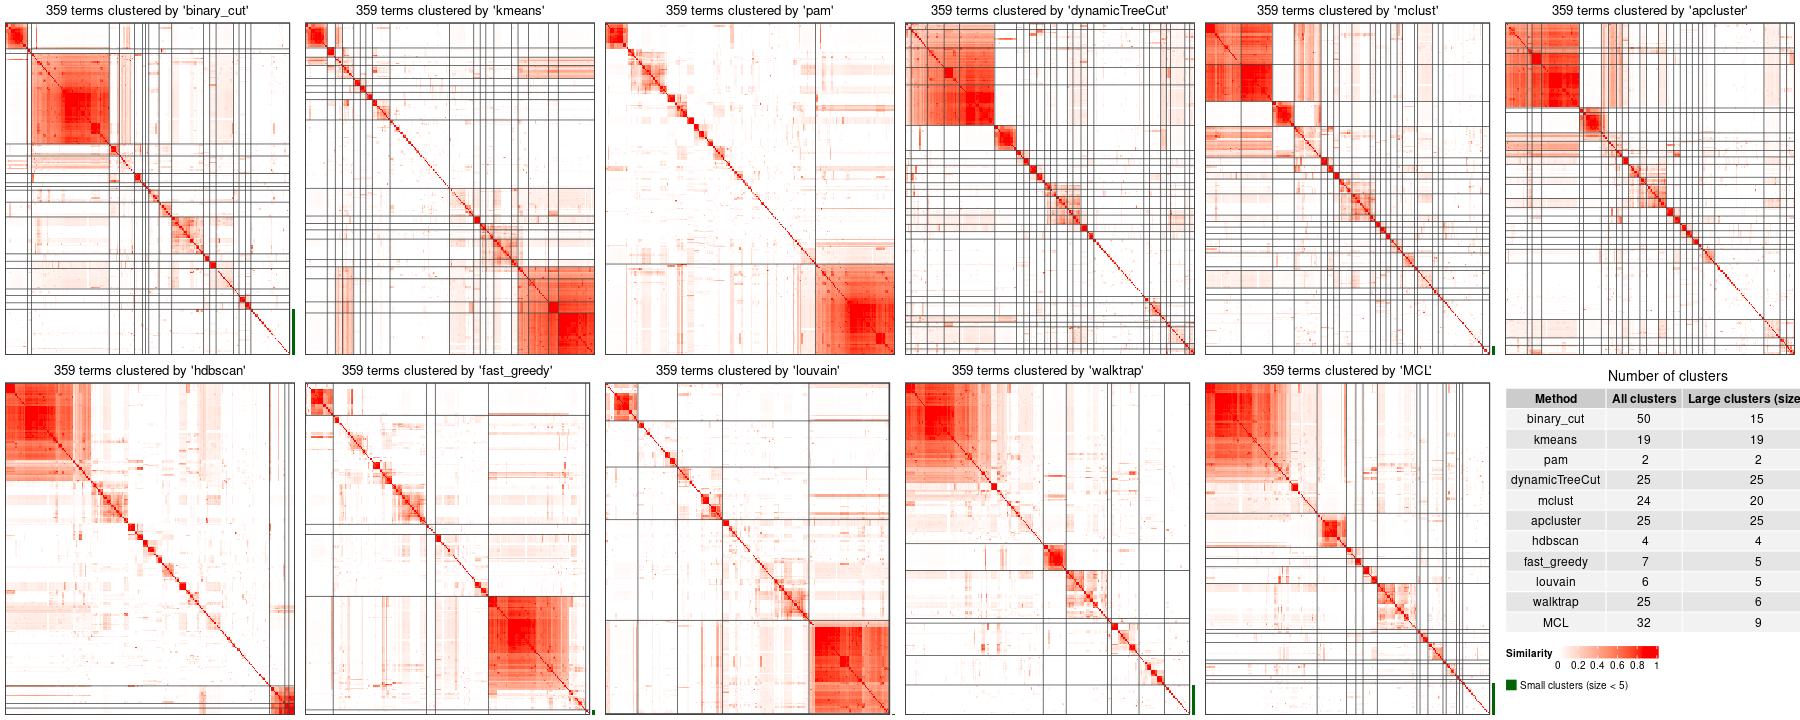 359 terms clustered by 'binary_cut'
359 terms clustered by 'kmeans'
359 terms clustered by 'pam'
359 terms clustered by 'dynamicTreeCut'
359 terms clustered by 'mclust'
359 terms clustered by 'apcluster'
359 terms clustered by 'hdbscan'
359 terms clustered by 'fast_greedy'
359 terms clustered by 'louvain'
359 terms clustered by 'walktrap'
359 terms clustered by 'MCL'
Number of clusters
Method All clusters Large clusters (size
binary_cut 50 15
kmeans 19 19
pam 2 2
dynamicTreeCut 25 25
mclust 24 20
apcluster 25 25
hdbscan 4 4
fast_greedy 7 5
louvain 6 5
walktrap 25 6
MCL 32 9
Similarity
0 0.2 0.4 0.6 0.8 1
Small clusters (size < 5)